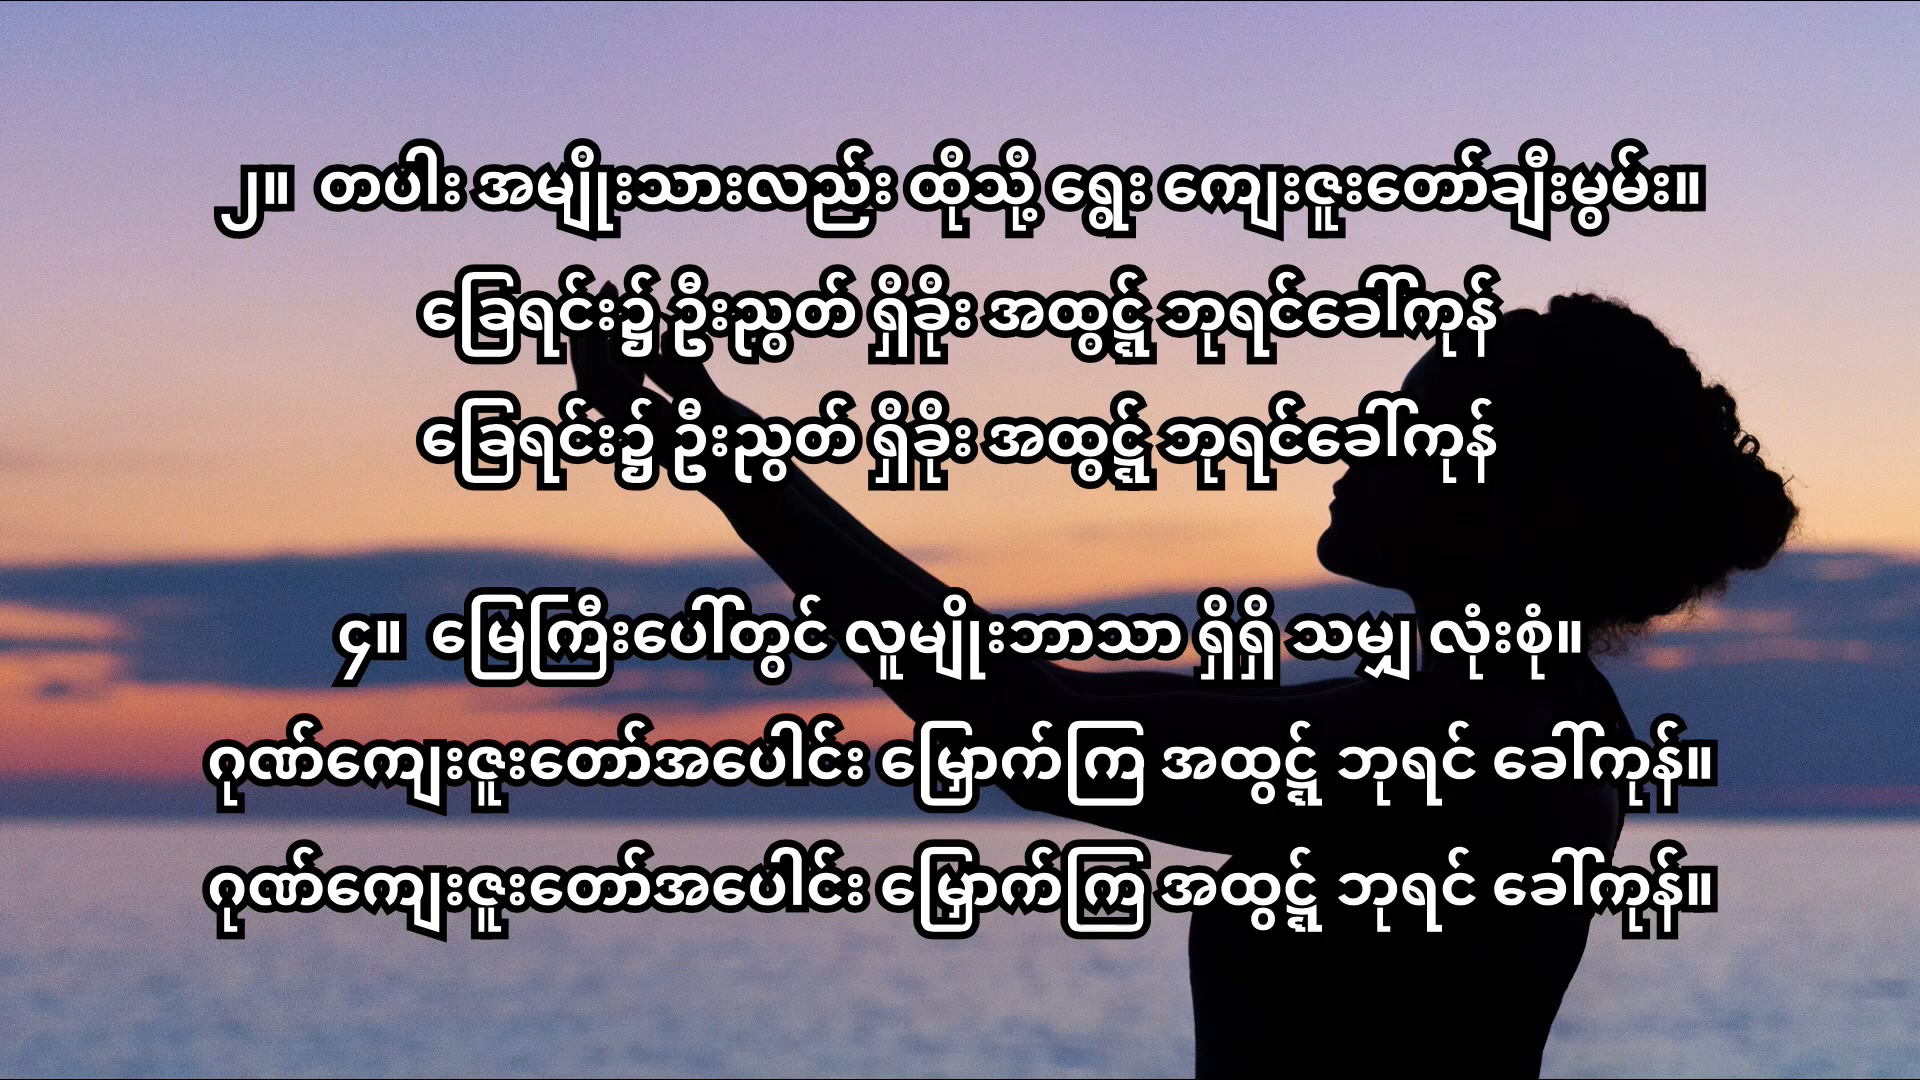 ၂။ တပါး အမျိုးသားလည်း ထိုသို့ ရွေး ကျေးဇူးတော်ချီးမွမ်း။
ခြေရင်း၌ ဦးညွတ် ရှိခိုး အထွဋ် ဘုရင်ခေါ်ကုန်
ခြေရင်း၌ ဦးညွတ် ရှိခိုး အထွဋ် ဘုရင်ခေါ်ကုန်
၄။ မြေကြီးပေါ်တွင် လူမျိုးဘာသာ ရှိရှိ သမျှ လုံးစုံ။
ဂုဏ်ကျေးဇူးတော်အပေါင်း မြှောက်ကြ အထွဋ် ဘုရင် ခေါ်ကုန်။
ဂုဏ်ကျေးဇူးတော်အပေါင်း မြှောက်ကြ အထွဋ် ဘုရင် ခေါ်ကုန်။